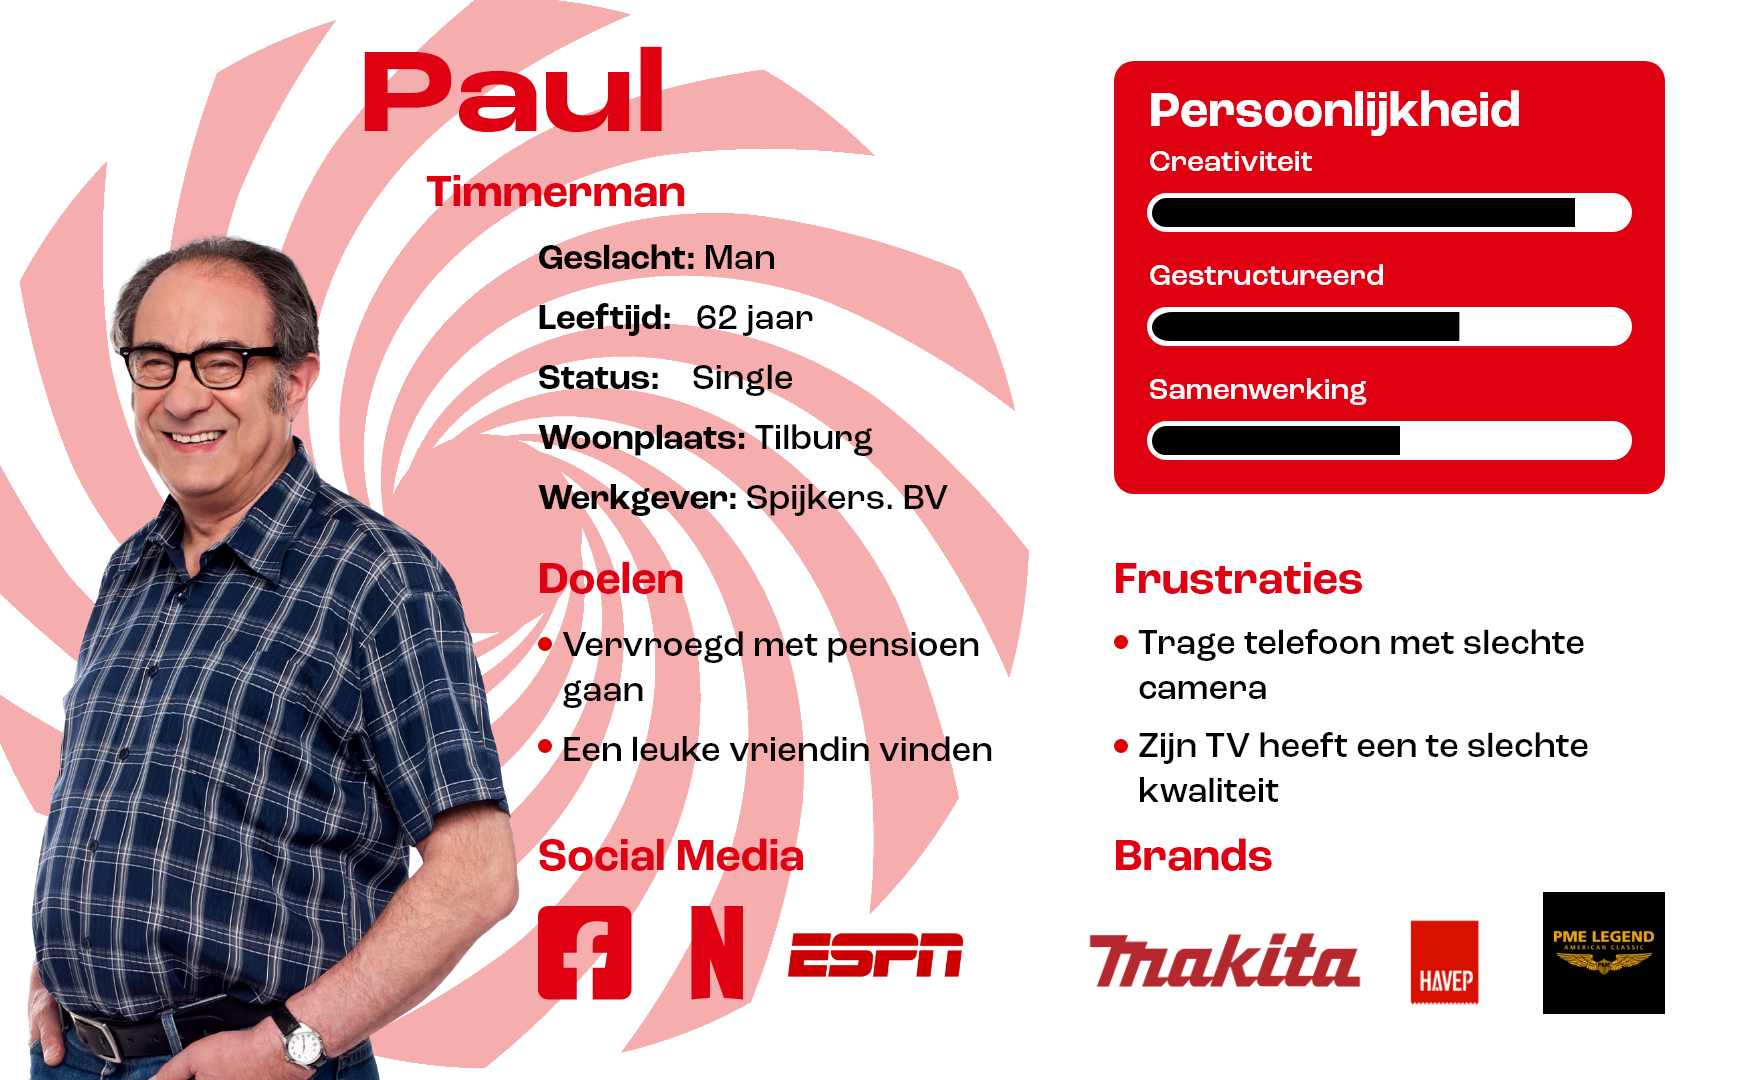 Paul
Timmerman
Geslacht: Man
Leeftijd: 62 jaar
Status: Single
Woonplaats: Tilburg
Werkgever: Spijkers. BV
Doelen
Vervroegd met pensioen
gaan
Een leuke vriendin vinden
Social Media
N
ESPN
Persoonlijkheid
Creativiteit
Gestructureerd
Samenwerking
Frustraties
Trage telefoon met slechte
camera
Zijn TV heeft een te slechte
kwaliteit
Brands
makita
HAVEP
PME LEGEND
AMERICAN CLASSIC